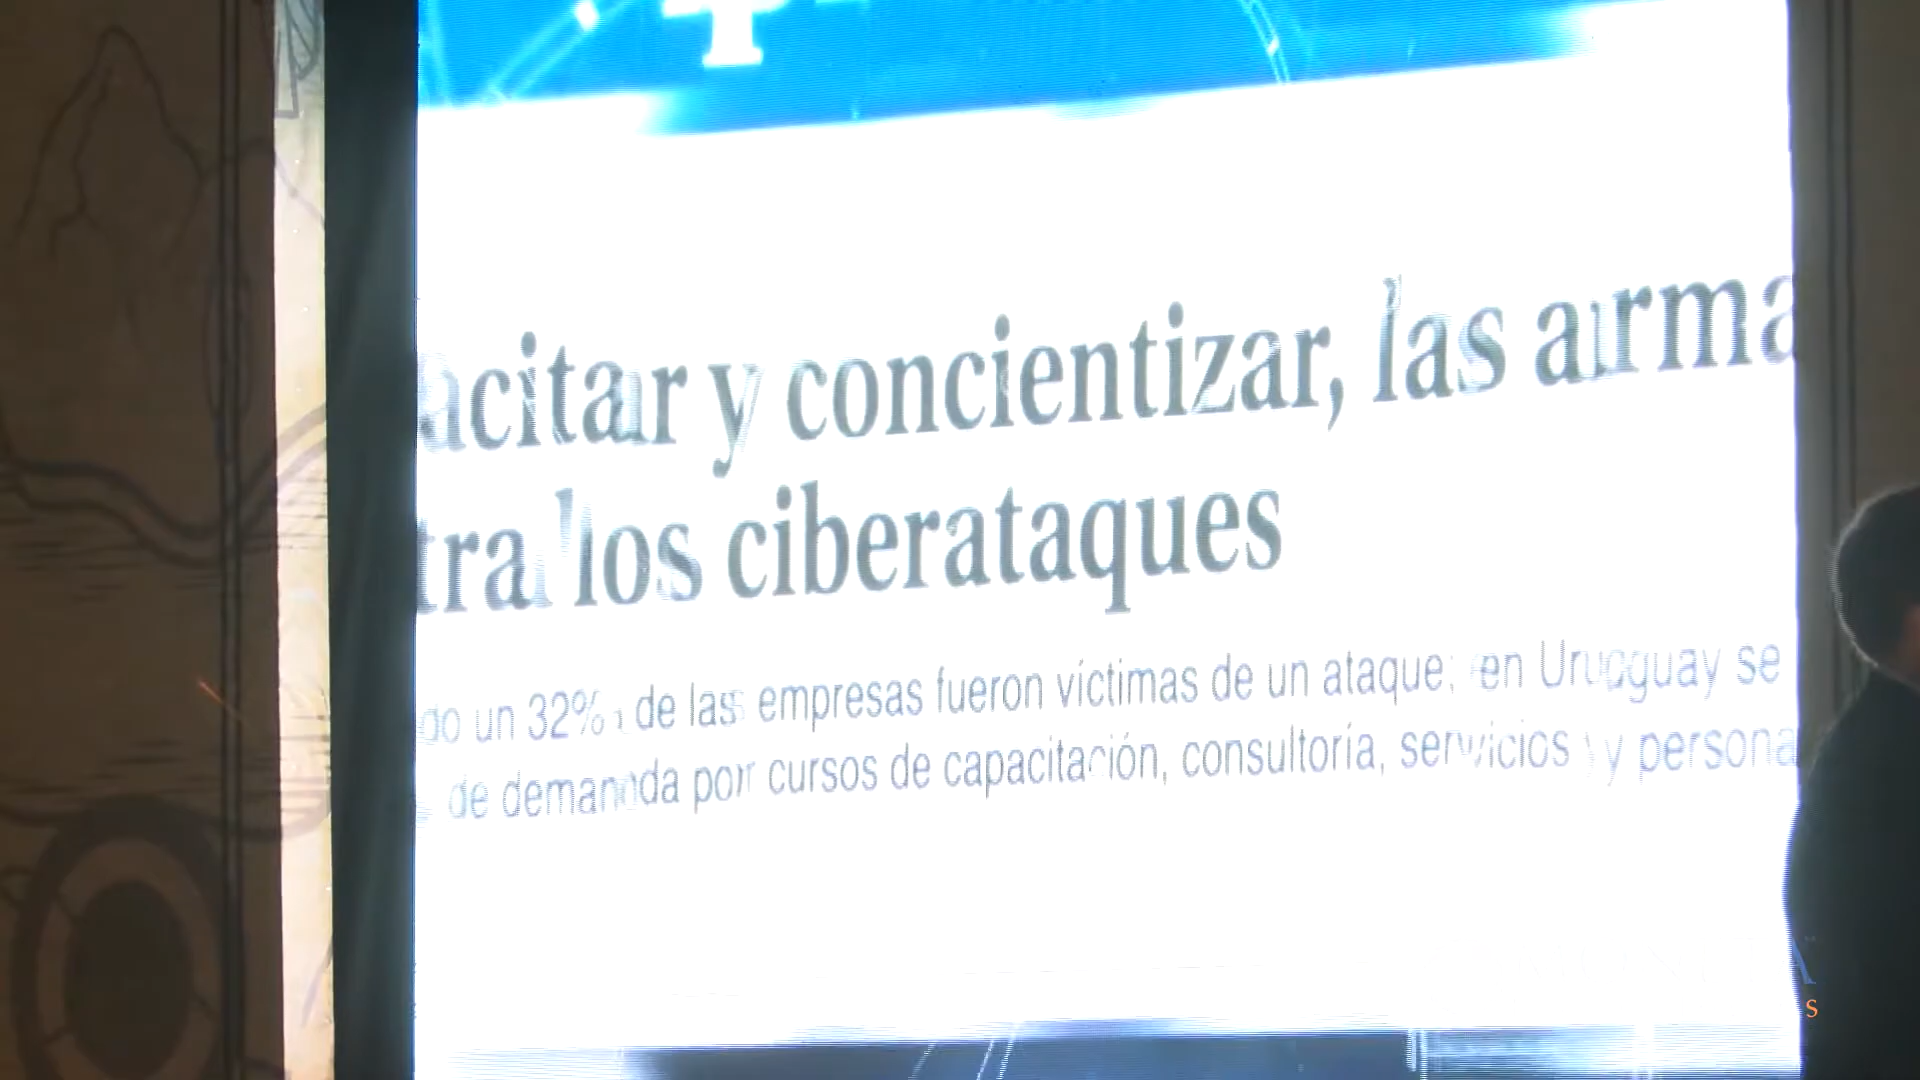 acitar y concientizar, las arma
tra los ciberataques
un 32% de las empresas fueron víctimas de un ataque; en Uruguay se
de demanda por cursos de capacitación, consultoría, servicios y persona